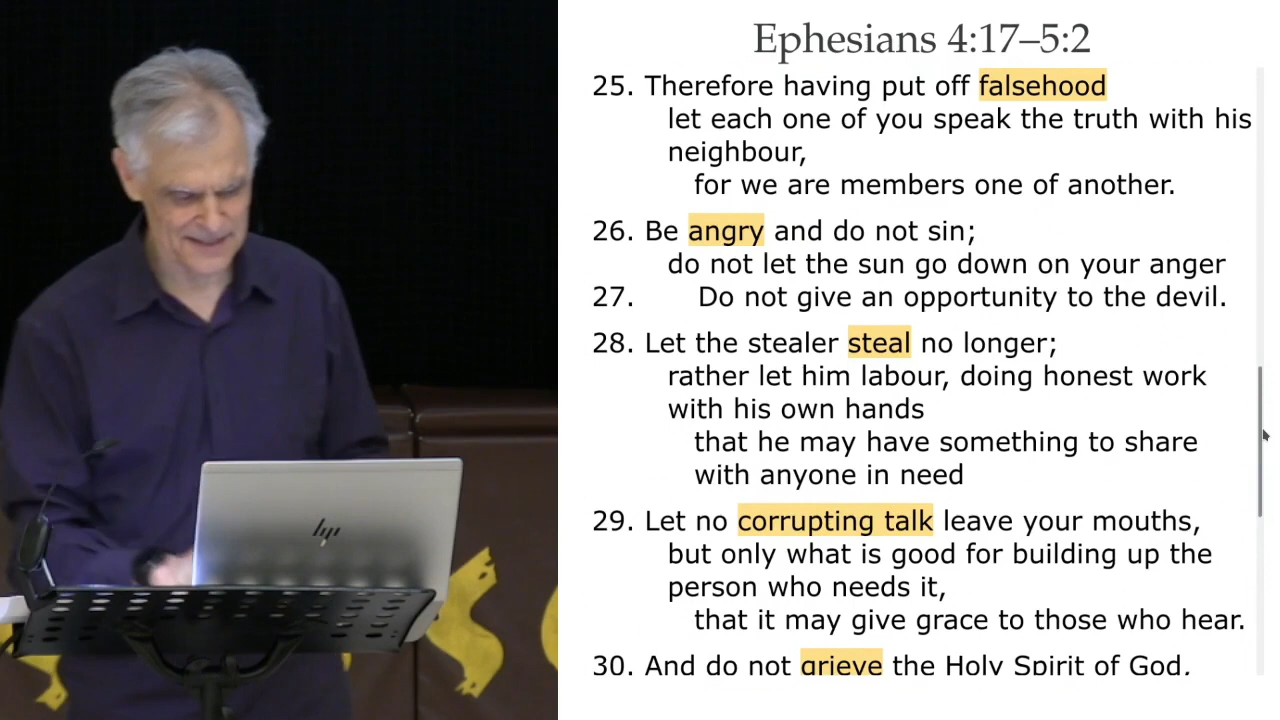 Ephesians 4:17–5:2
25. Therefore having put off falsehood
let each one of you speak the truth with his
neighbour,
for we are members one of another.
26. Be angry and do not sin;
do not let the sun go down on your anger
27. Do not give an opportunity to the devil.
28. Let the stealer steal no longer;
rather let him labour, doing honest work
with his own hands
that he may have something to share
with anyone in need
29. Let no corrupting talk leave your mouths,
but only what is good for building up the
person who needs it,
that it may give grace to those who hear.
30. And do not grieve the Holy Spirit of God.
hp